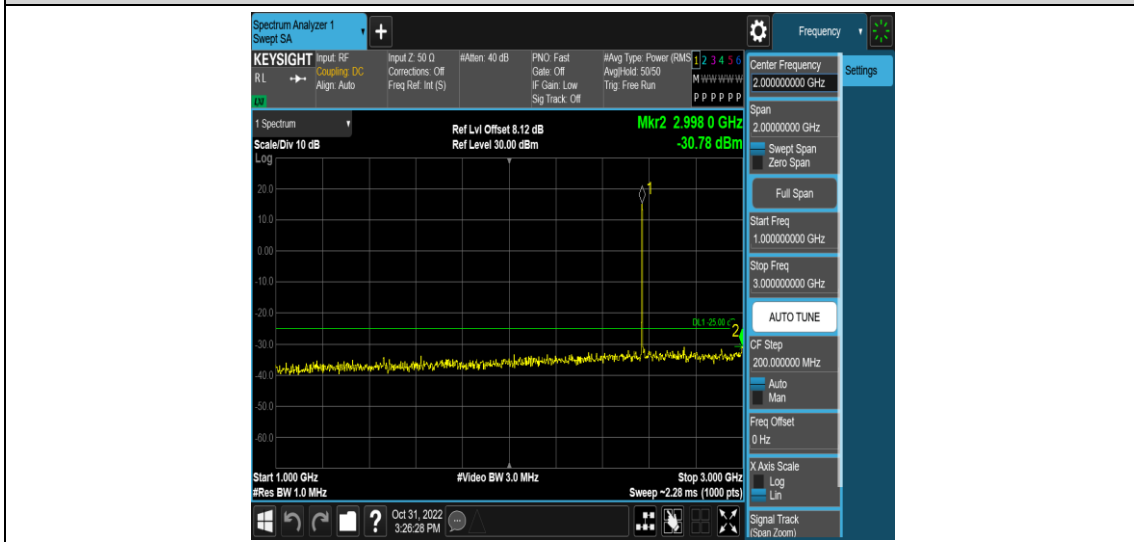 Spectrum Analyzer 1
Swept SA
+
Frequency
KEYSIGHT
RL
Input: RF
Coupling: DC
Align: Auto
Input Z: 50 Ω
Corrections: Off
Freq Ref: Int (S)
#Atten: 40 dB
PNO: Fast
Gate: Off
IF Gain: Low
Sig Track: Off
#Avg Type: Power (RMS
Avg|Hold: 50/50
Trig: Free Run
1 2 3 4 5 6
M W W W W W
P P P P P P
1 Spectrum
Scale/Div 10 dB
Ref Lvl Offset 8.12 dB
Ref Level 30.00 dBm
Mkr2 2.998 0 GHz
-30.78 dBm
Log
20.0
10.0
0.00
-10.0
-20.0
-30.0
-40.0
-50.0
-60.0
1
DL1 -25.00
2
Start 1.000 GHz
#Res BW 1.0 MHz
#Video BW 3.0 MHz
Stop 3.000 GHz
Sweep ~2.28 ms (1000 pts)
Center Frequency
2.000000000 GHz
Settings
Span
2.00000000 GHz
Swept Span
Zero Span
Full Span
Start Freq
1.000000000 GHz
Stop Freq
3.000000000 GHz
AUTO TUNE
CF Step
200.000000 MHz
Auto
Man
Freq Offset
0 Hz
X Axis Scale
Log
Lin
Signal Track
(Span Zoom)
?
Oct 31, 2022
3:26:28 PM